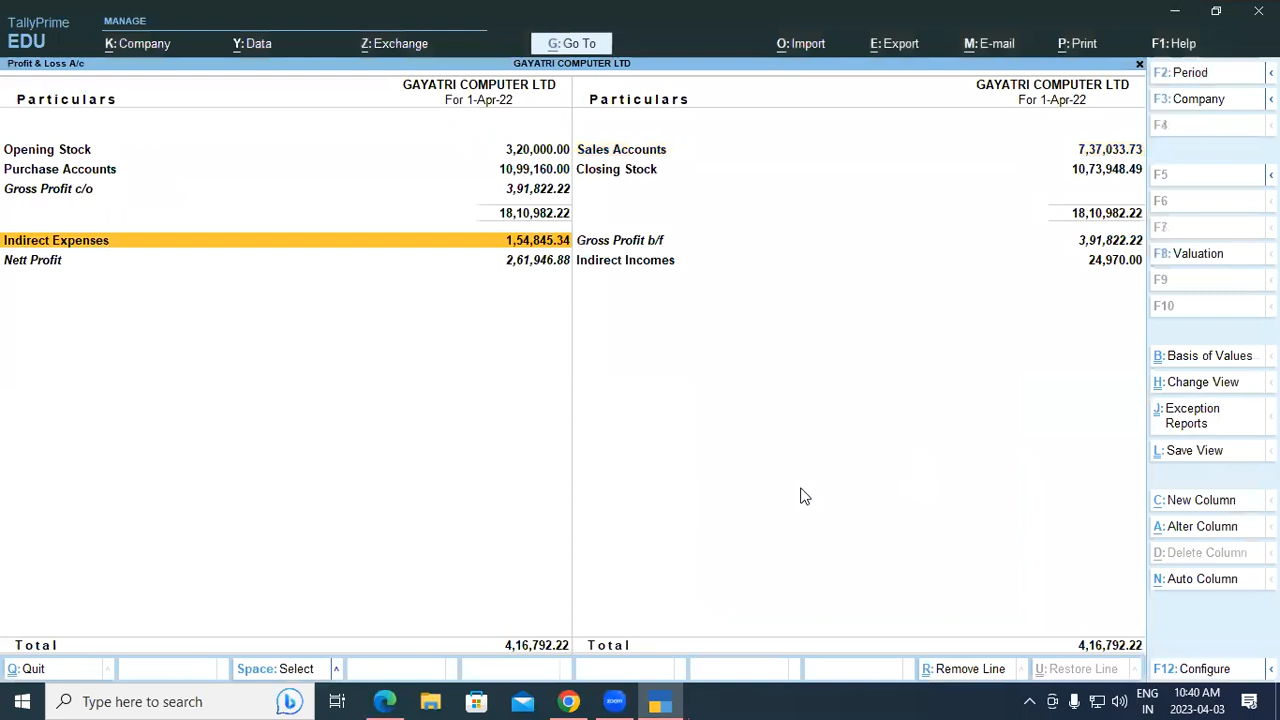 TallyPrime
EDU
MANAGE
K: Company
Y: Data
Z: Exchange
G: Go To
O: Import
E: Export
M: E-mail
P: Print
F1: Help
Profit & Loss A/c
GAYATRI COMPUTER LTD
Particulars
GAYATRI COMPUTER LTD
For 1-Apr-22
Particulars
GAYATRI COMPUTER LTD
For 1-Apr-22
Opening Stock 3,20,000.00
Purchase Accounts 10,99,160.00
Gross Profit c/o 3,91,822.22
18,10,982.22
Indirect Expenses 1,54,845.34
Nett Profit 2,61,946.88
Total 4,16,792.22
Sales Accounts 7,37,033.73
Closing Stock 10,73,948.49
18,10,982.22
Gross Profit b/f 3,91,822.22
Indirect Incomes 24,970.00
Total 4,16,792.22
F2: Period
F3: Company
F4
F5
F6
F7
F8: Valuation
F9
F10
B: Basis of Values
H: Change View
J: Exception
Reports
L: Save View
C: New Column
A: Alter Column
D: Delete Column
N: Auto Column
Q: Quit
Space: Select
R: Remove Line
U: Restore Line
F12: Configure
Type here to search
zoom
ENG
IN
10:40 AM
2023-04-03